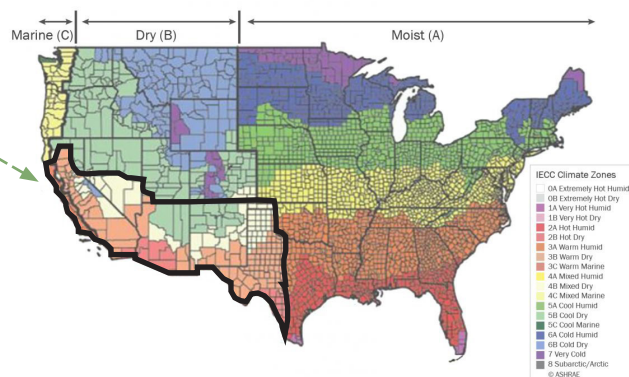 Marine (C)
Dry (B)
Moist (A)
IECC Climate Zones
0A Extremely Hot Humid
0B Extremely Hot Dry
1A Very Hot Humid
1B Very Hot Dry
2A Hot Humid
2B Hot Dry
3A Warm Humid
3B Warm Dry
3C Warm Marine
4A Mixed Humid
4B Mixed Dry
4C Mixed Marine
5A Cool Humid
5B Cool Dry
5C Cool Marine
6A Cold Humid
6B Cold Dry
7 Very Cold
8 Subarctic/Arctic
© ASHRAE